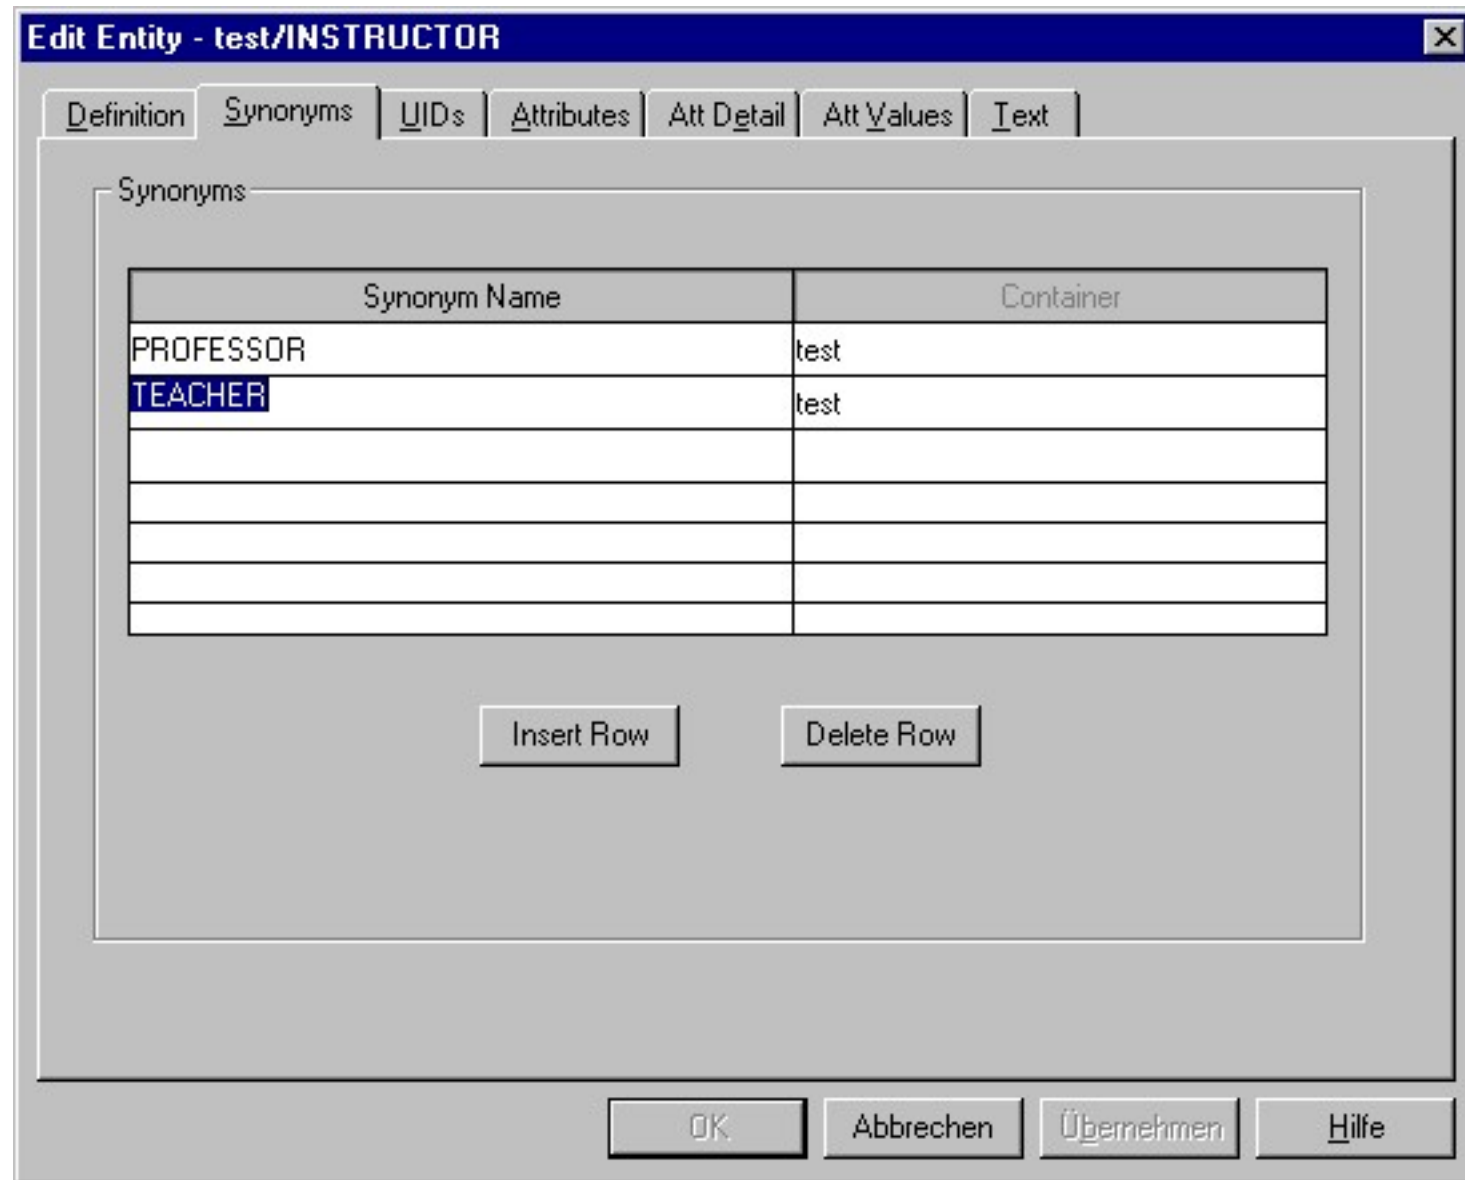 Edit Entity - test/INSTRUCTOR
Definition Synonyms UIDs Attributes Att Detail Att Values Text
Synonyms
Synonym Name Container
PROFESSOR test
TEACHER test
Insert Row Delete Row
OK Abbrechen Übernehmen Hilfe